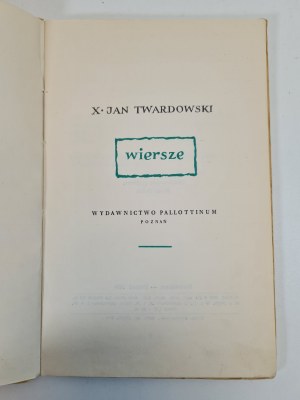 X·JAN TWARDOWSKI
wiersze
WYDAWNICTWO PALLOTTINUM
POZNAŃ